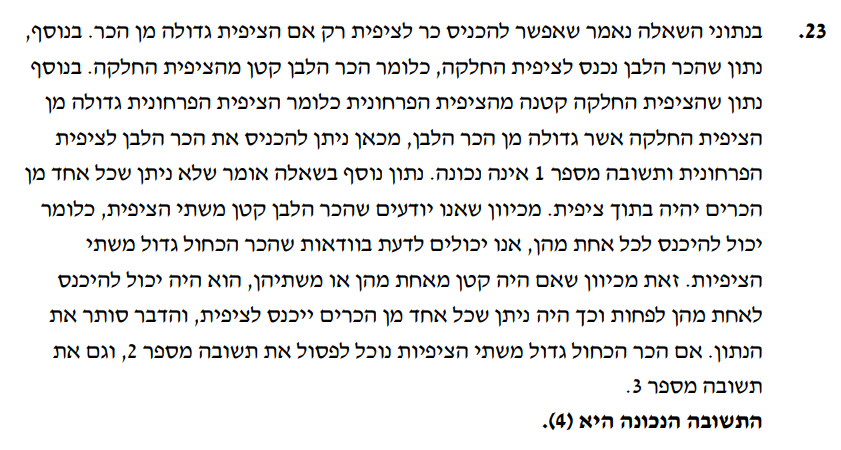 23. בנתוני השאלה נאמר שאפשר להכניס כר לציפית רק אם הציפית גדולה מן הכר. בנוסף,
נתון שהכר הלבן נכנס לציפית החלקה, כלומר הכר הלבן קטן מהציפית החלקה. בנוסף
נתון שהציפית החלקה קטנה מהציפית הפרחונית כלומר הציפית הפרחונית גדולה מן
הציפית החלקה אשר גדולה מן הכר הלבן, מכאן ניתן להכניס את הכר הלבן לציפית
הפרחונית ותשובה מספר 1 אינה נכונה. נתון נוסף בשאלה אומר שלא ניתן שכל אחד מן
הכרים יהיה בתוך ציפית. מכיוון שאנו יודעים שהכר הלבן קטן משתי הציפית, כלומר
יכול להיכנס לכל אחת מהן, אנו יכולים לדעת בוודאות שהכר הכחול גדול משתי
הציפיות. זאת מכיוון שאם היה קטן מאחת מהן או משתיהן, הוא היה יכול להיכנס
לאחת מהן לפחות וכך היה ניתן שכל אחד מן הכרים ייכנס לציפית, והדבר סותר את
הנתון. אם הכר הכחול גדול משתי הציפיות נוכל לפסול את תשובה מספר 2, וגם את
תשובה מספר 3.
התשובה הנכונה היא (4).